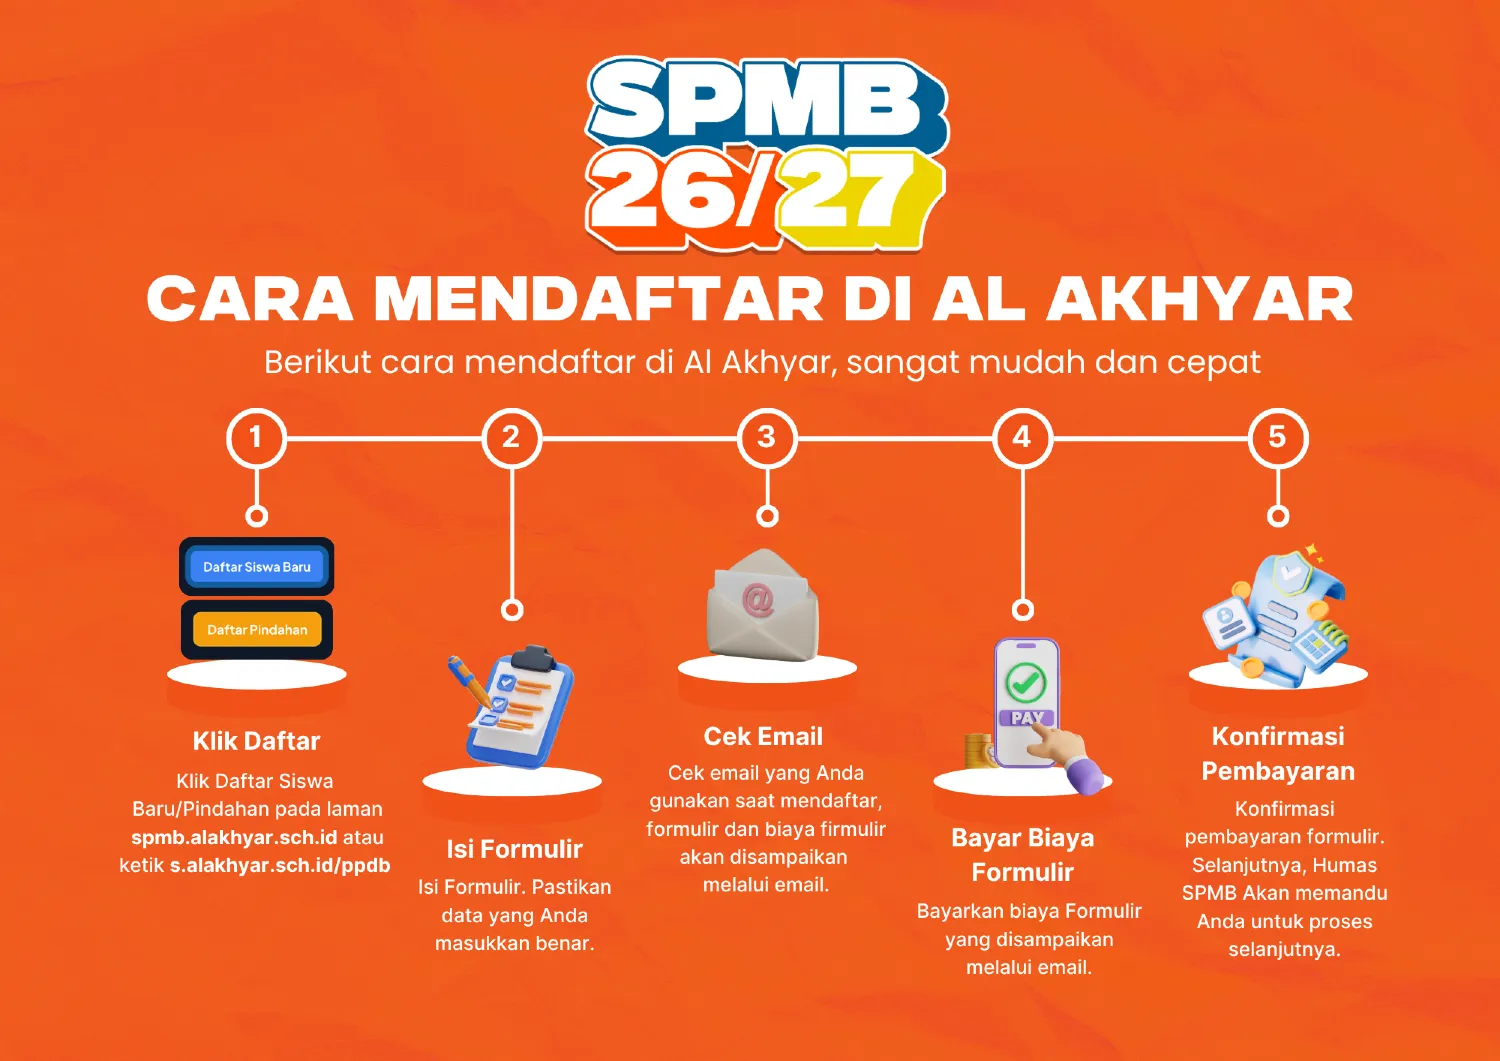 SPMB
26/27
CARA MENDAFTAR DI AL AKHYAR
Berikut cara mendaftar di Al Akhyar, sangat mudah dan cepat
1
Daftar Siswa Baru
Daftar Pindahan
Klik Daftar
Klik Daftar Siswa
Baru/Pindahan pada laman
spmb.alakhyar.sch.id atau
ketik s.alakhyar.sch.id/ppdb
2
Isi Formulir
Isi Formulir. Pastikan
data yang Anda
masukkan benar.
3
@
Cek Email
Cek email yang Anda
gunakan saat mendaftar,
formulir dan biaya firmulir
akan disampaikan
melalui email.
4
PAY
Bayar Biaya
Formulir
Bayarkan biaya Formulir
yang disampaikan
melalui email.
5
Konfirmasi
Pembayaran
Konfirmasi
pembayaran formulir.
Selanjutnya, Humas
SPMB Akan memandu
Anda untuk proses
selanjutnya.